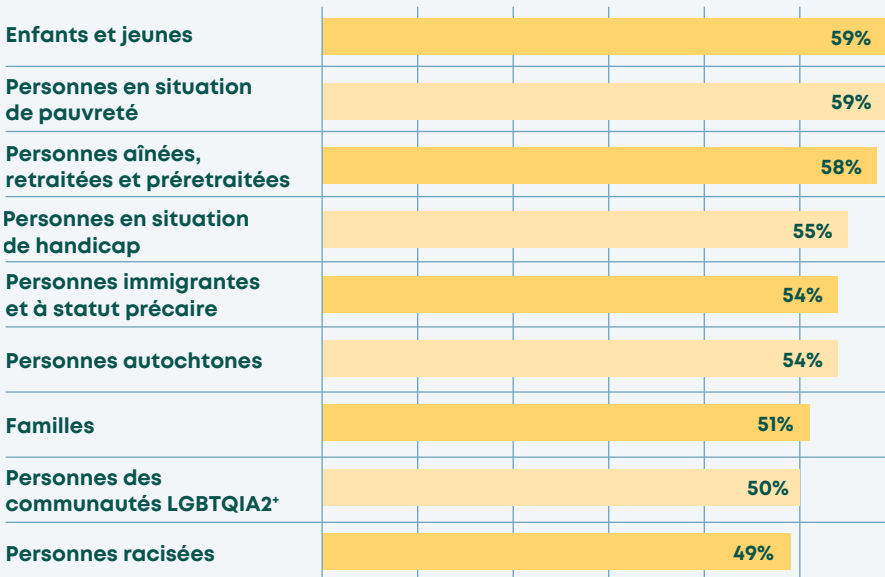 Enfants et jeunes
59%
Personnes en situation
de pauvreté
59%
Personnes aînées,
retraitées et préretraitées
58%
Personnes en situation
de handicap
55%
Personnes immigrantes
et à statut précaire
54%
Personnes autochtones
54%
Familles
51%
Personnes des
communautés LGBTQIA2⁺
50%
Personnes racisées
49%